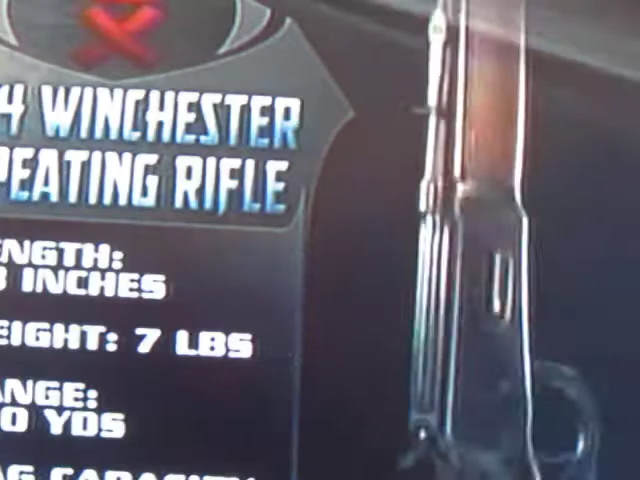 4 WINCHESTER
PEATING RIFLE
NGTH:
INCHES
EIGHT: 7 LBS
ANGE:
0 YDS